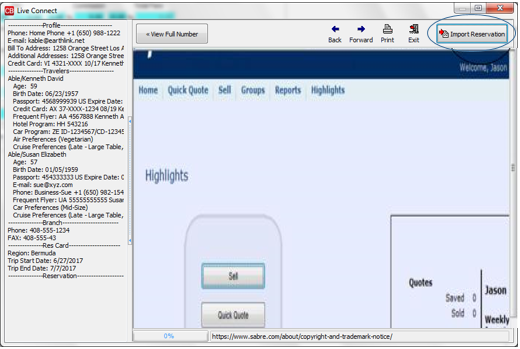 CB Live Connect
---------------Profile---------------
Phone: Home Phone +1 (650) 988-1222
E-mail: kable@earthlink.net
Bill To Address: 1258 Orange Street Los A
Additional Addresses: 1258 Orange Stree
Credit Card: VI 4321-XXXX 10/17 Kenneth
---------------Travelers---------------
Able/Kenneth David
Age: 59
Birth Date: 06/23/1957
Passport: 4568999939 US Expire Date:
Credit Card: AX 37-XXXX-1234 08/19 Ke
Frequent Flyer: AA 4567888 Kenneth A
Hotel Program: HH 543216
Car Program: ZE ID-1234567/CD-12345
Air Preferences (Vegetarian)
Cruise Preferences (Late - Large Table,
Able/Susan Elizabeth
Age: 57
Birth Date: 01/05/1959
Passport: 454333333 US Expire Date: 0
E-mail: sue@xyz.com
Phone: Business-Sue +1 (650) 982-154
Frequent Flyer: UA 55555555555 Susan
Car Preferences (Mid-Size)
Cruise Preferences (Late - Large Table,
---------------Branch---------------
Phone: 408-555-1234
FAX: 408-555-43
---------------Res Card---------------
Region: Bermuda
Trip Start Date: 6/27/2017
Trip End Date: 7/7/2017
---------------Reservation---------------
< View Full Number
Back Forward Print Exit Import Reservation
Welcome, Jason
Home Quick Quote Sell Groups Reports Highlights
Highlights
Sell
Quick Quote
Quotes
Saved 0
Sold 0
Jason
Weekly
0% https://www.sabre.com/about/copyright-and-trademark-notice/